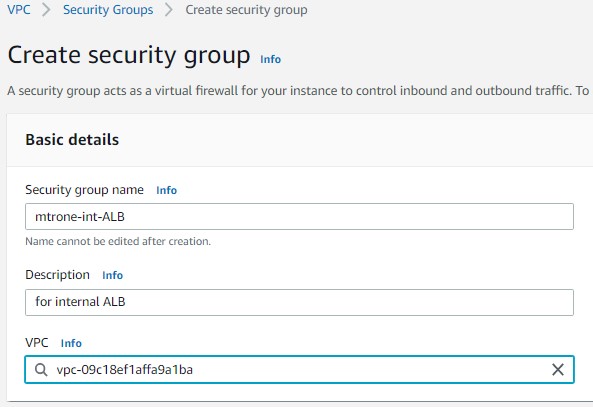 VPC > Security Groups > Create security group
Create security group Info
A security group acts as a virtual firewall for your instance to control inbound and outbound traffic. To
Basic details
Security group name Info
mtrone-int-ALB
Name cannot be edited after creation.
Description Info
for internal ALB
VPC Info
vpc-09c18ef1affa9a1ba